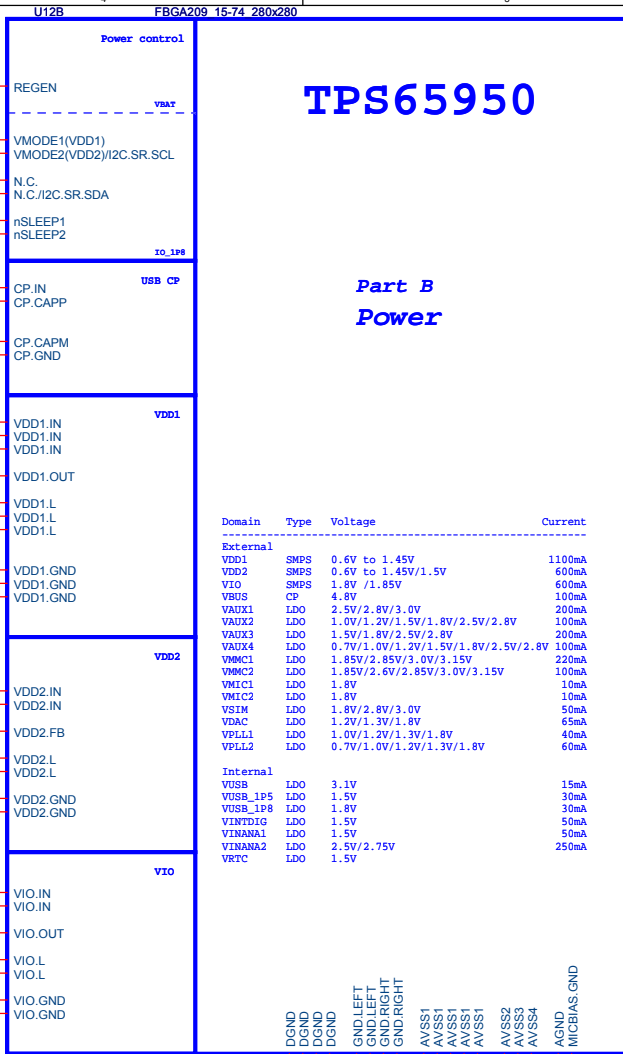 U12B FBGA209 15-74 280x280
Power control
REGEN
VBAT
VMODE1(VDD1)
VMODE2(VDD2)/I2C.SR.SCL
N.C.
N.C./I2C.SR.SDA
nSLEEP1
nSLEEP2
IO_1P8
USB CP
CP.IN
CP.CAPP
CP.CAPM
CP.GND
VDD1
VDD1.IN
VDD1.IN
VDD1.IN
VDD1.OUT
VDD1.L
VDD1.L
VDD1.L
VDD1.GND
VDD1.GND
VDD1.GND
VDD2
VDD2.IN
VDD2.IN
VDD2.FB
VDD2.L
VDD2.L
VDD2.GND
VDD2.GND
VIO
VIO.IN
VIO.IN
VIO.OUT
VIO.L
VIO.L
VIO.GND
VIO.GND
TPS65950
Part B
Power
Domain Type Voltage Current
External
VDD1 SMPS 0.6V to 1.45V 1100mA
VDD2 SMPS 0.6V to 1.45V/1.5V 600mA
VIO SMPS 1.8V /1.85V 600mA
VBUS CP 4.8V 100mA
VAUX1 LDO 2.5V/2.8V/3.0V 200mA
VAUX2 LDO 1.0V/1.2V/1.5V/1.8V/2.5V/2.8V 100mA
VAUX3 LDO 1.5V/1.8V/2.5V/2.8V 200mA
VAUX4 LDO 0.7V/1.0V/1.2V/1.5V/1.8V/2.5V/2.8V 100mA
VMMC1 LDO 1.85V/2.85V/3.0V/3.15V 220mA
VMMC2 LDO 1.85V/2.6V/2.85V/3.0V/3.15V 100mA
VMIC1 LDO 1.8V 10mA
VMIC2 LDO 1.8V 10mA
VSIM LDO 1.8V/2.8V/3.0V 50mA
VDAC LDO 1.2V/1.3V/1.8V 65mA
VPLL1 LDO 1.0V/1.2V/1.3V/1.8V 40mA
VPLL2 LDO 0.7V/1.0V/1.2V/1.3V/1.8V 60mA
Internal
VUSB LDO 3.1V 15mA
VUSB_1P5 LDO 1.5V 30mA
VUSB_1P8 LDO 1.8V 30mA
VINTDIG LDO 1.5V 50mA
VINANA1 LDO 1.5V 50mA
VINANA2 LDO 2.5V/2.75V 250mA
VRTC LDO 1.5V
DGND
DGND
DGND
DGND
GND.LEFT
GND.LEFT
GND.RIGHT
GND.RIGHT
AVSS1
AVSS1
AVSS1
AVSS1
AVSS1
AVSS2
AVSS3
AVSS4
AGND
MICBIAS.GND